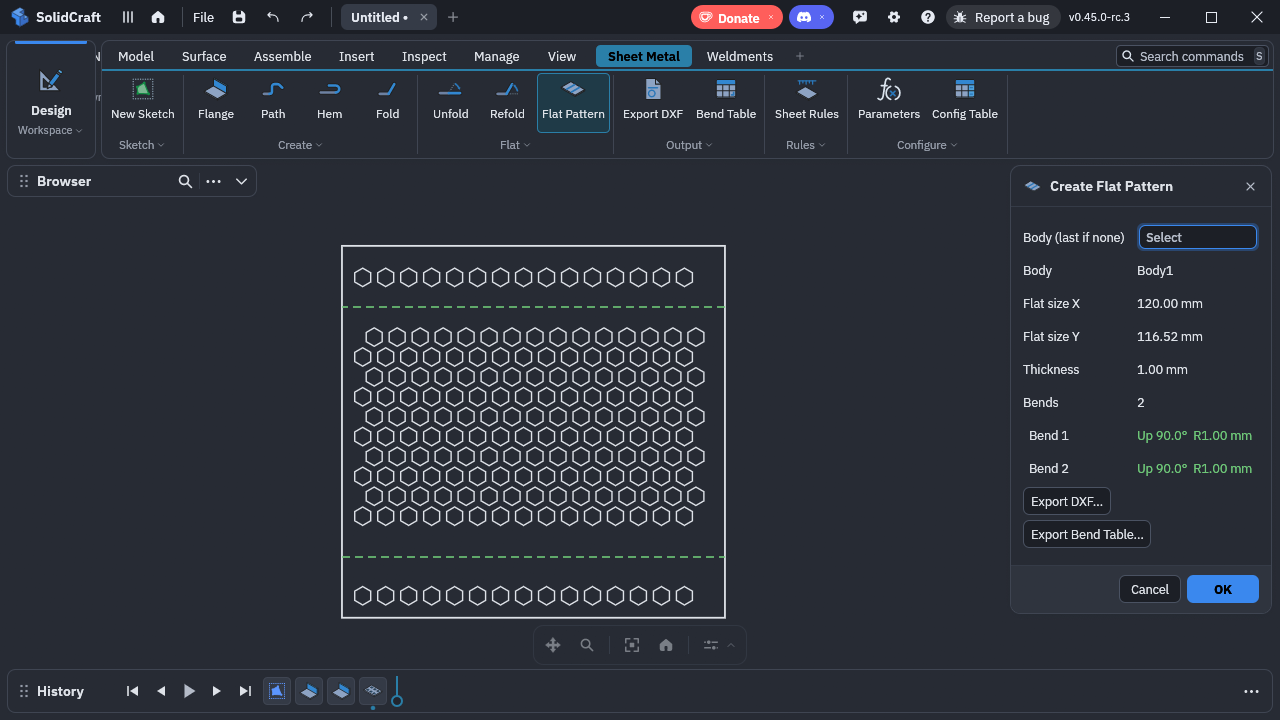 SolidCraft
File
Untitled •
Donate
Report a bug
v0.45.0-rc.3
Design
Workspace
Model
Surface
Assemble
Insert
Inspect
Manage
View
Sheet Metal
Weldments
Search commands
S
New Sketch
Flange
Path
Hem
Fold
Unfold
Refold
Flat Pattern
Export DXF
Bend Table
Sheet Rules
Parameters
Config Table
Sketch
Create
Flat
Output
Rules
Configure
Browser
Create Flat Pattern
Body (last if none) Select
Body Body1
Flat size X 120.00 mm
Flat size Y 116.52 mm
Thickness 1.00 mm
Bends 2
Bend 1 Up 90.0° R1.00 mm
Bend 2 Up 90.0° R1.00 mm
Export DXF...
Export Bend Table...
Cancel
OK
History